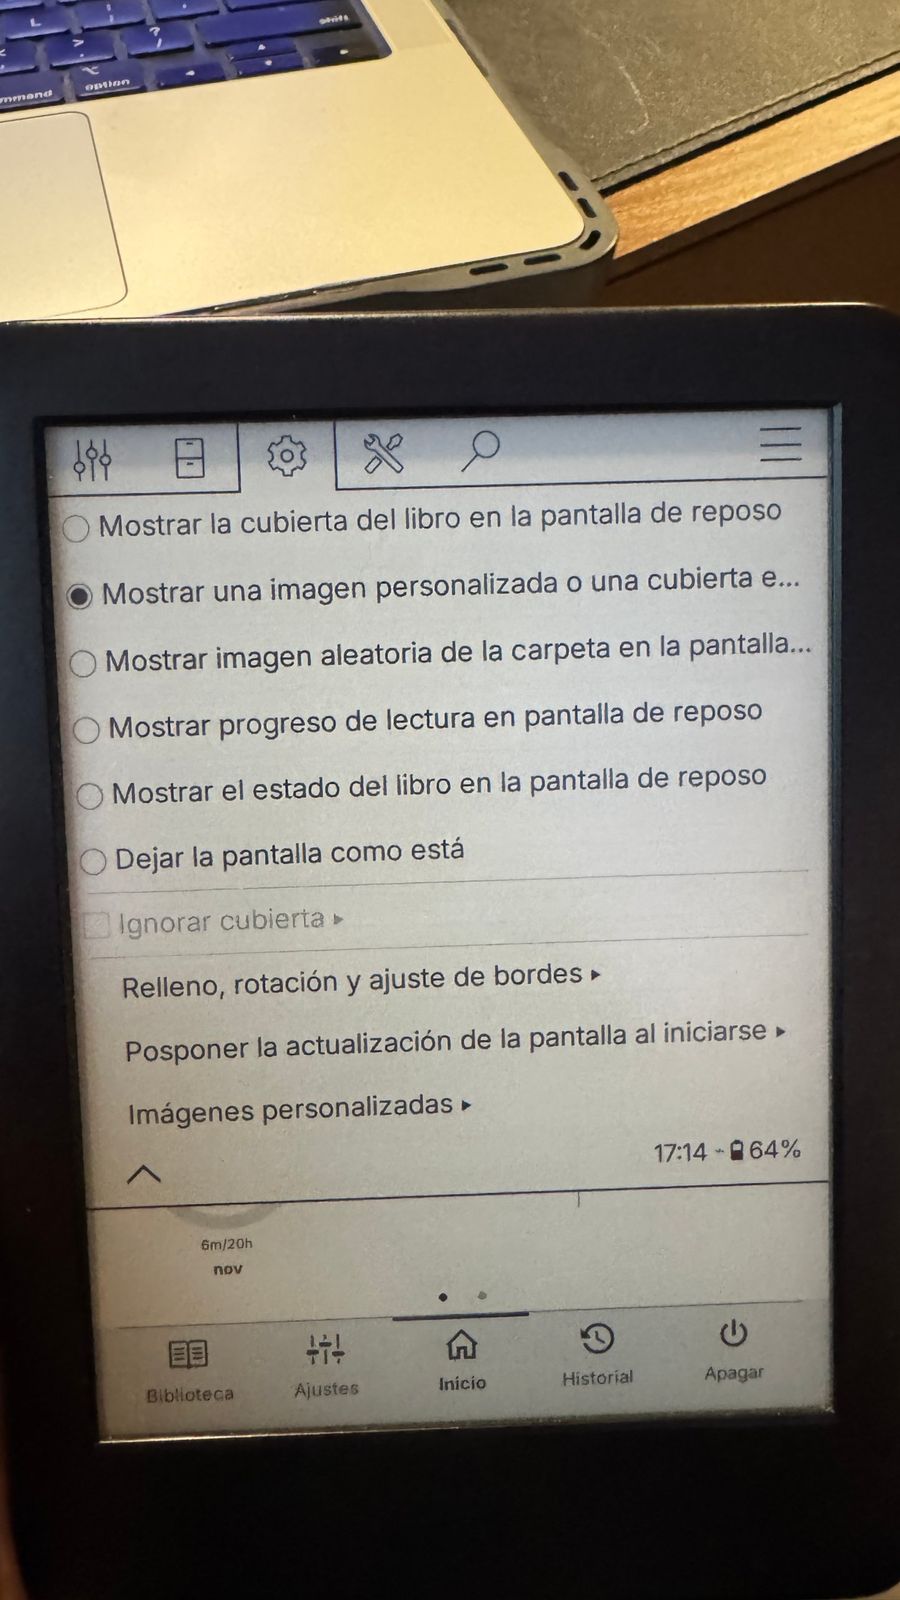 L
shift
?
option
mmand
Mostrar la cubierta del libro en la pantalla de reposo
Mostrar una imagen personalizada o una cubierta e...
Mostrar imagen aleatoria de la carpeta en la pantalla...
Mostrar progreso de lectura en pantalla de reposo
Mostrar el estado del libro en la pantalla de reposo
Dejar la pantalla como está
Ignorar cubierta ▸
Relleno, rotación y ajuste de bordes ▸
Posponer la actualización de la pantalla al iniciarse ▸
Imágenes personalizadas ▸
17:14 - 64%
6m/20h
nov
Biblioteca Ajustes Inicio Historial Apagar